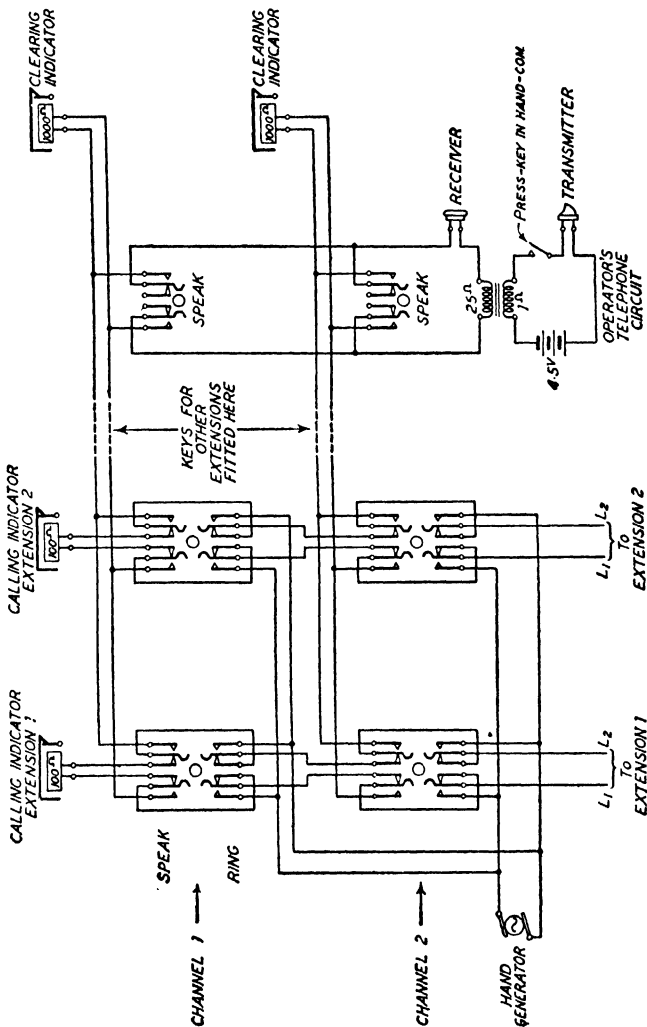 CLEARING
INDICATOR
1000Ω
CLEARING
INDICATOR
1000Ω
CALLING INDICATOR
EXTENSION 2
100Ω
CALLING INDICATOR
EXTENSION 1
100Ω
KEYS FOR
OTHER
EXTENSIONS
FITTED HERE
SPEAK
SPEAK
RECEIVER
25Ω
1Ω
PRESS-KEY IN HAND-COM.
TRANSMITTER
4.5V
OPERATOR'S
TELEPHONE
CIRCUIT
SPEAK
RING
CHANNEL 1
CHANNEL 2
HAND
GENERATOR
L1 L2
TO
EXTENSION 1
L1 L2
TO
EXTENSION 2